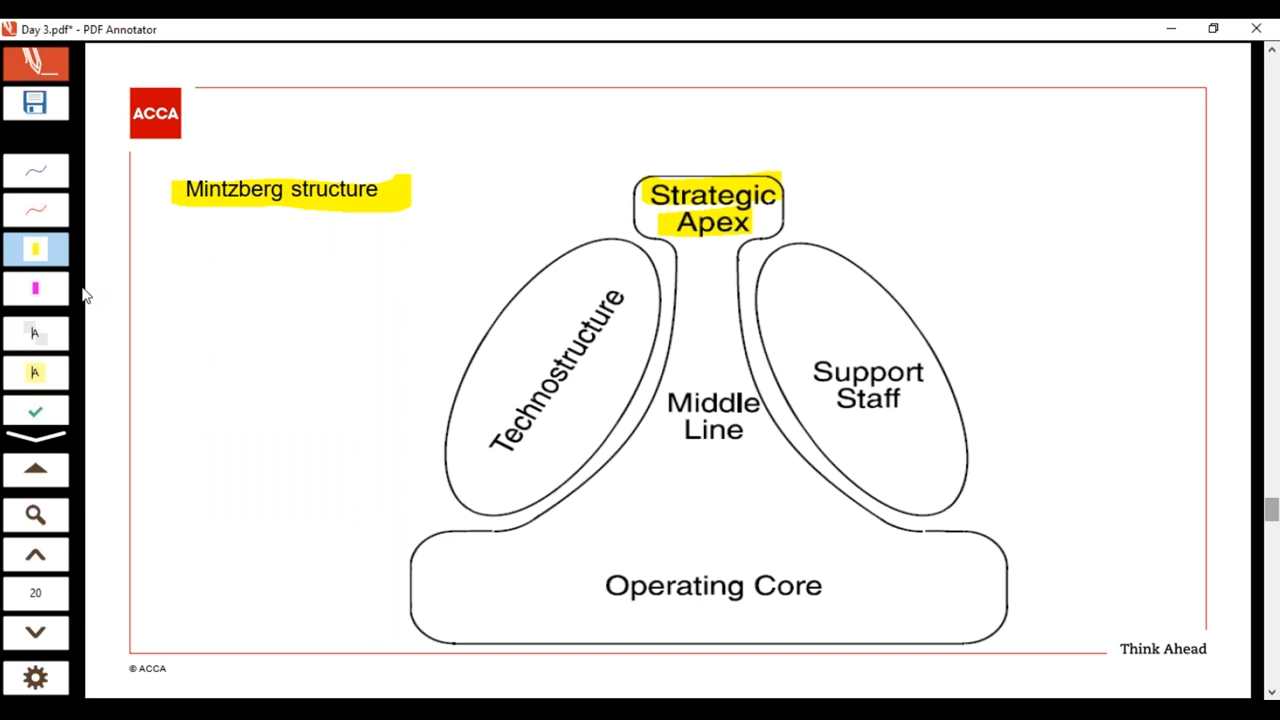 Day 3.pdf* - PDF Annotator
ACCA
Mintzberg structure
Strategic
Apex
Technostructure
Support
Staff
Middle
Line
Operating Core
A
A
20
Think Ahead
© ACCA